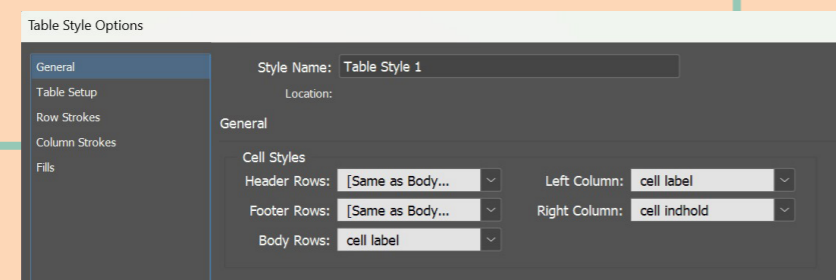 Table Style Options
General
Table Setup
Row Strokes
Column Strokes
Fills
Style Name: Table Style 1
Location:
General
Cell Styles
Header Rows: [Same as Body... Left Column: cell label
Footer Rows: [Same as Body... Right Column: cell indhold
Body Rows: cell label